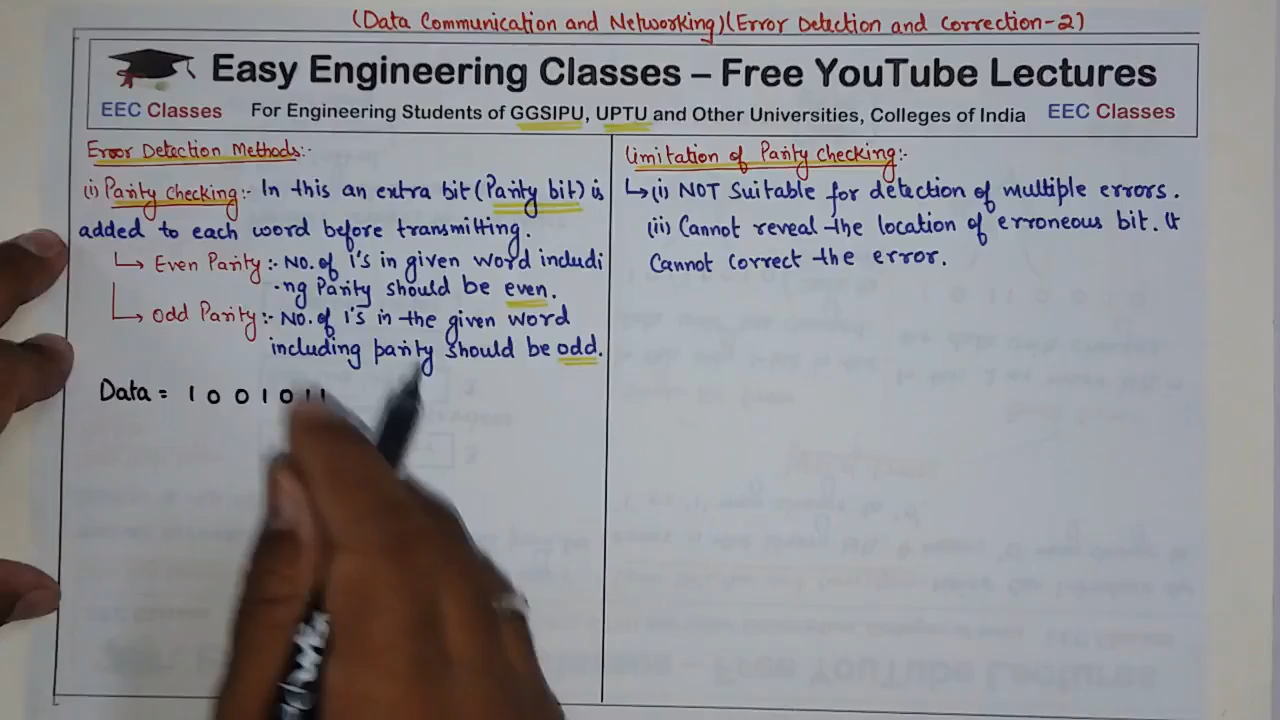 (Data Communication and Networking)(Error Detection and Correction-2)
Easy Engineering Classes – Free YouTube Lectures
EEC Classes For Engineering Students of GGSIPU, UPTU and Other Universities, Colleges of India EEC Classes
Error Detection Methods:-
(i) Parity Checking:- In this an extra bit (Parity bit) is
added to each word before transmitting.
↳ Even Parity:- No. of 1's in given word includi
-ng Parity should be even.
↳ Odd Parity:- No. of 1's in the given word
including parity should be odd.
Data = 1 0 0 1 0 1 1
Limitation of Parity Checking:-
↳ (i) NOT Suitable for detection of multiple errors.
(ii) Cannot reveal the location of erroneous bit. &
Cannot correct the error.